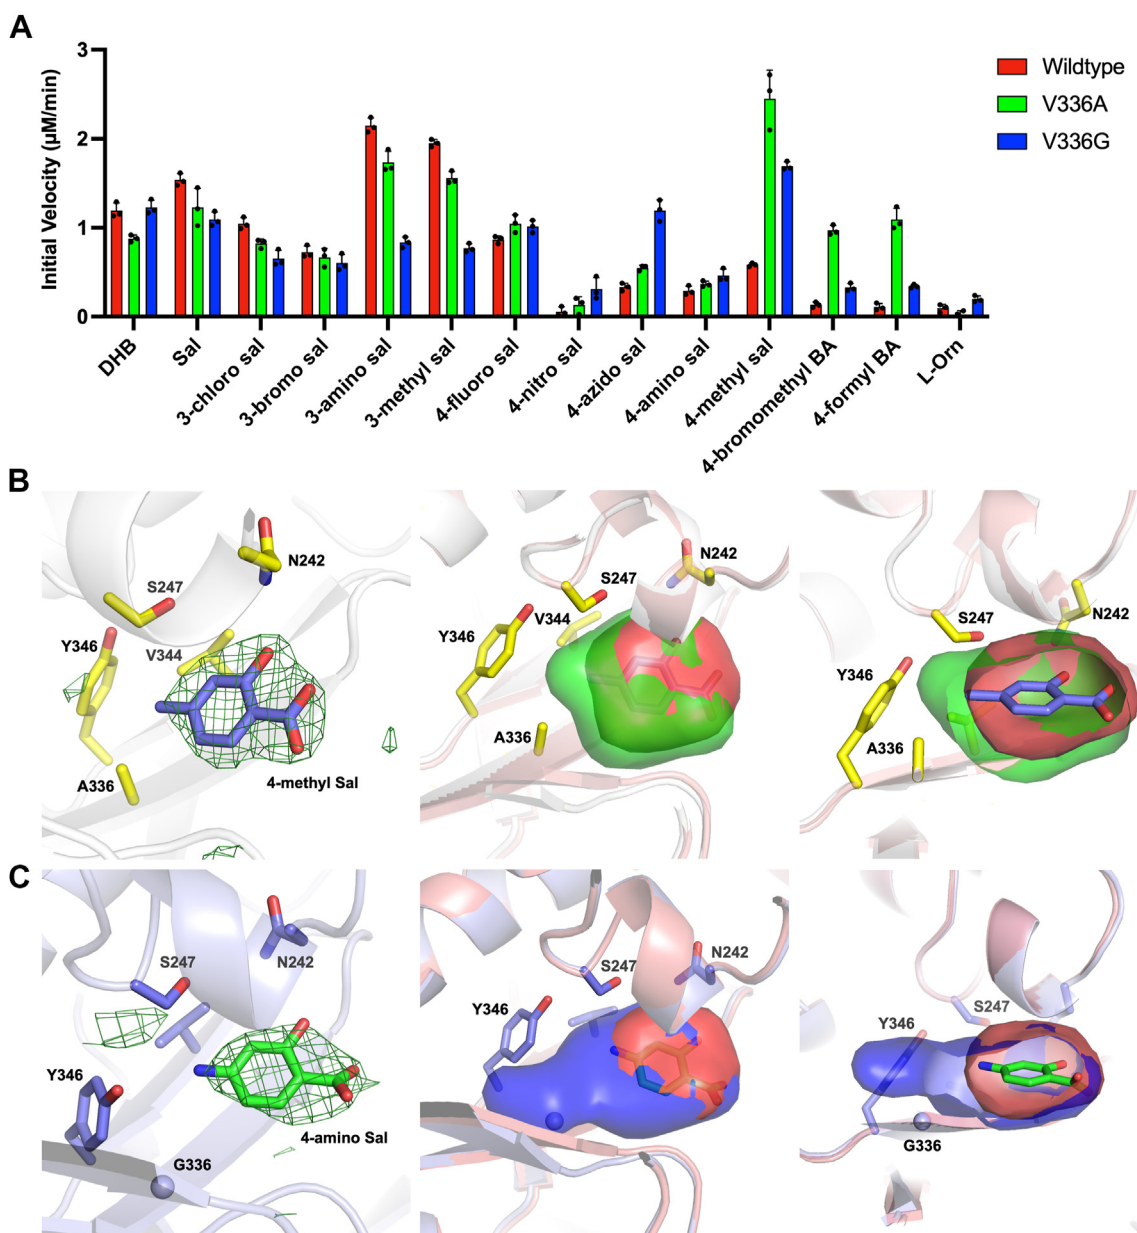 A
Initial Velocity (µM/min)
3
2
1
0
Wildtype
V336A
V336G
DHB
Sal
3-chloro sal
3-bromo sal
3-amino sal
3-methyl sal
4-fluoro sal
4-nitro sal
4-azido sal
4-amino sal
4-methyl sal
4-bromomethyl BA
4-formyl BA
L-Orn
B
N242
S247
Y346
V344
A336
4-methyl Sal
N242
S247
Y346
V344
A336
S247
N242
Y346
A336
C
N242
S247
Y346
4-amino Sal
G336
S247
N242
Y346
S247
Y346
G336